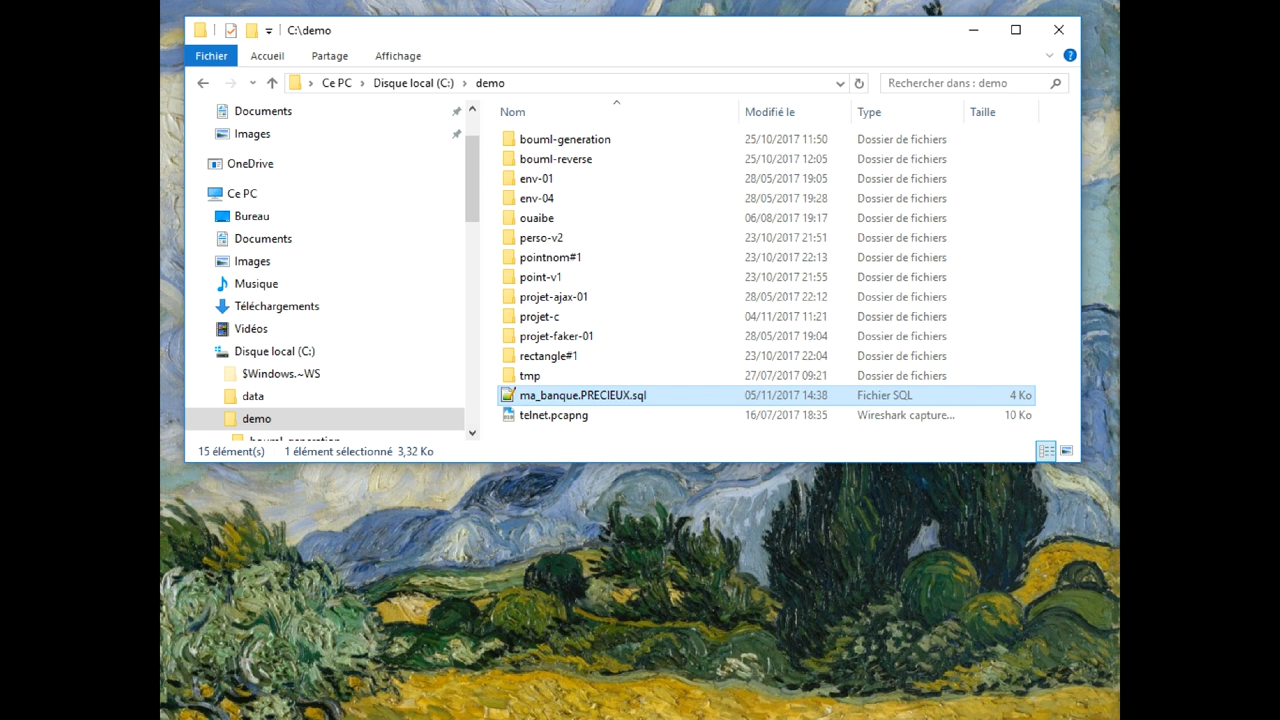 C:\demo
Fichier Accueil Partage Affichage
Ce PC Disque local (C:) demo Rechercher dans : demo
Documents
Images
OneDrive
Ce PC
Bureau
Documents
Images
Musique
Téléchargements
Vidéos
Disque local (C:)
$Windows.~WS
data
demo
bouml-generation
Nom Modifié le Type Taille
bouml-generation 25/10/2017 11:50 Dossier de fichiers
bouml-reverse 25/10/2017 12:05 Dossier de fichiers
env-01 28/05/2017 19:05 Dossier de fichiers
env-04 28/05/2017 19:28 Dossier de fichiers
ouaibe 06/08/2017 19:17 Dossier de fichiers
perso-v2 23/10/2017 21:51 Dossier de fichiers
pointnom#1 23/10/2017 22:13 Dossier de fichiers
point-v1 23/10/2017 21:55 Dossier de fichiers
projet-ajax-01 28/05/2017 22:12 Dossier de fichiers
projet-c 04/11/2017 11:21 Dossier de fichiers
projet-faker-01 28/05/2017 19:04 Dossier de fichiers
rectangle#1 23/10/2017 22:04 Dossier de fichiers
tmp 27/07/2017 09:21 Dossier de fichiers
ma_banque.PRECIEUX.sql 05/11/2017 14:38 Fichier SQL 4 Ko
telnet.pcapng 16/07/2017 18:35 Wireshark capture... 10 Ko
15 élément(s) 1 élément sélectionné 3,32 Ko